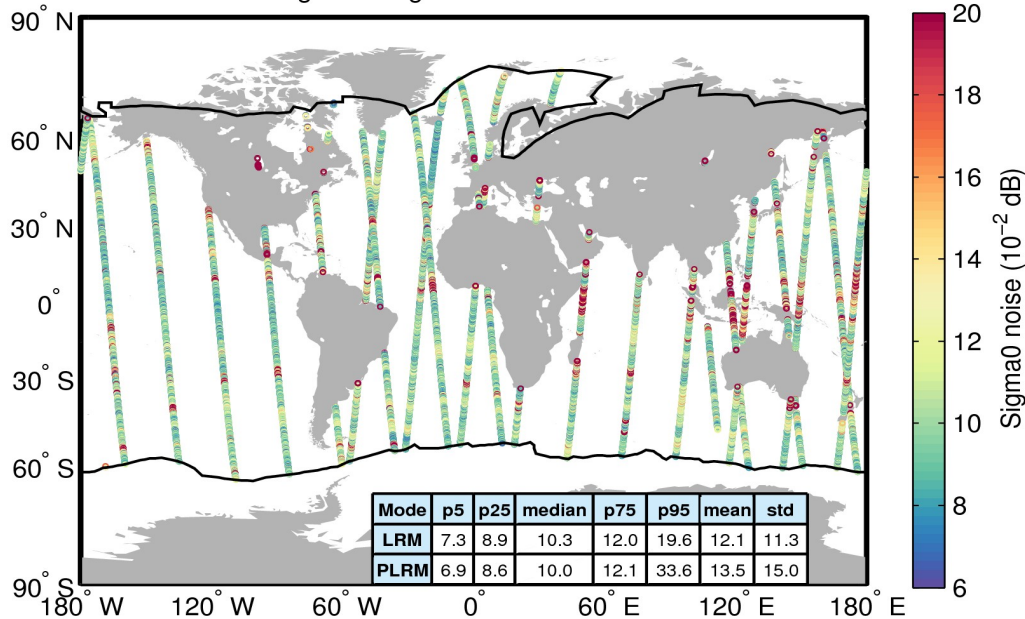 90° N
60° N
30° N
0°
30° S
60° S
90° S
180° W 120° W 60° W 0° 60° E 120° E 180° E
Mode p5 p25 median p75 p95 mean std
LRM 7.3 8.9 10.3 12.0 19.6 12.1 11.3
PLRM 6.9 8.6 10.0 12.1 33.6 13.5 15.0
20
18
16
14
12
10
8
6
Sigma0 noise (10⁻² dB)